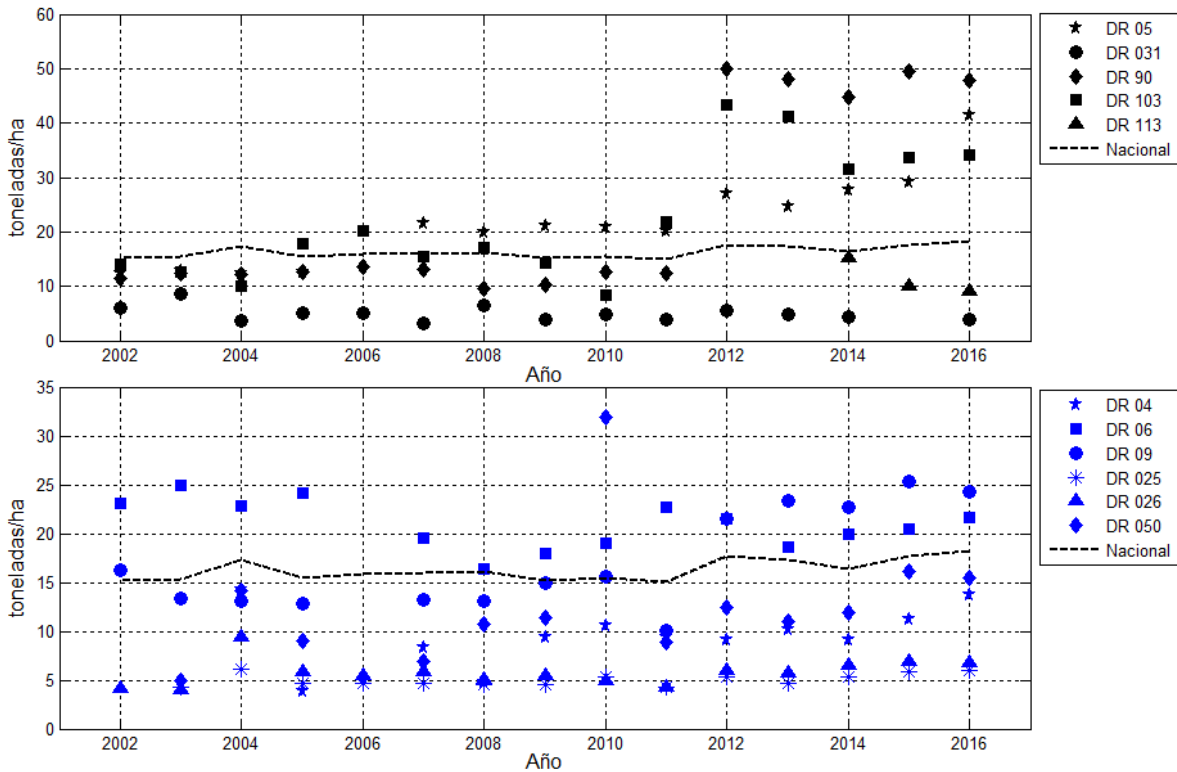 60
50
40
30
20
10
0
toneladas/ha
2002 2004 2006 2008 2010 2012 2014 2016
Año
DR 05
DR 031
DR 90
DR 103
DR 113
Nacional
35
30
25
20
15
10
5
0
toneladas/ha
2002 2004 2006 2008 2010 2012 2014 2016
Año
DR 04
DR 06
DR 09
DR 025
DR 026
DR 050
Nacional